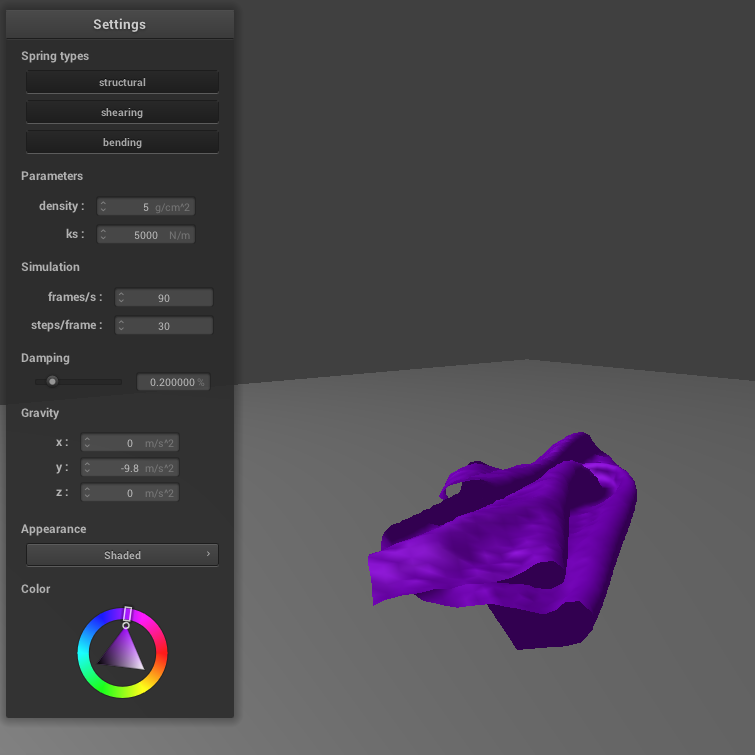 Settings
Spring types
structural
shearing
bending
Parameters
density : 5 g/cm^2
ks : 5000 N/m
Simulation
frames/s : 90
steps/frame : 30
Damping
0.200000 %
Gravity
x : 0 m/s^2
y : -9.8 m/s^2
z : 0 m/s^2
Appearance
Shaded
Color